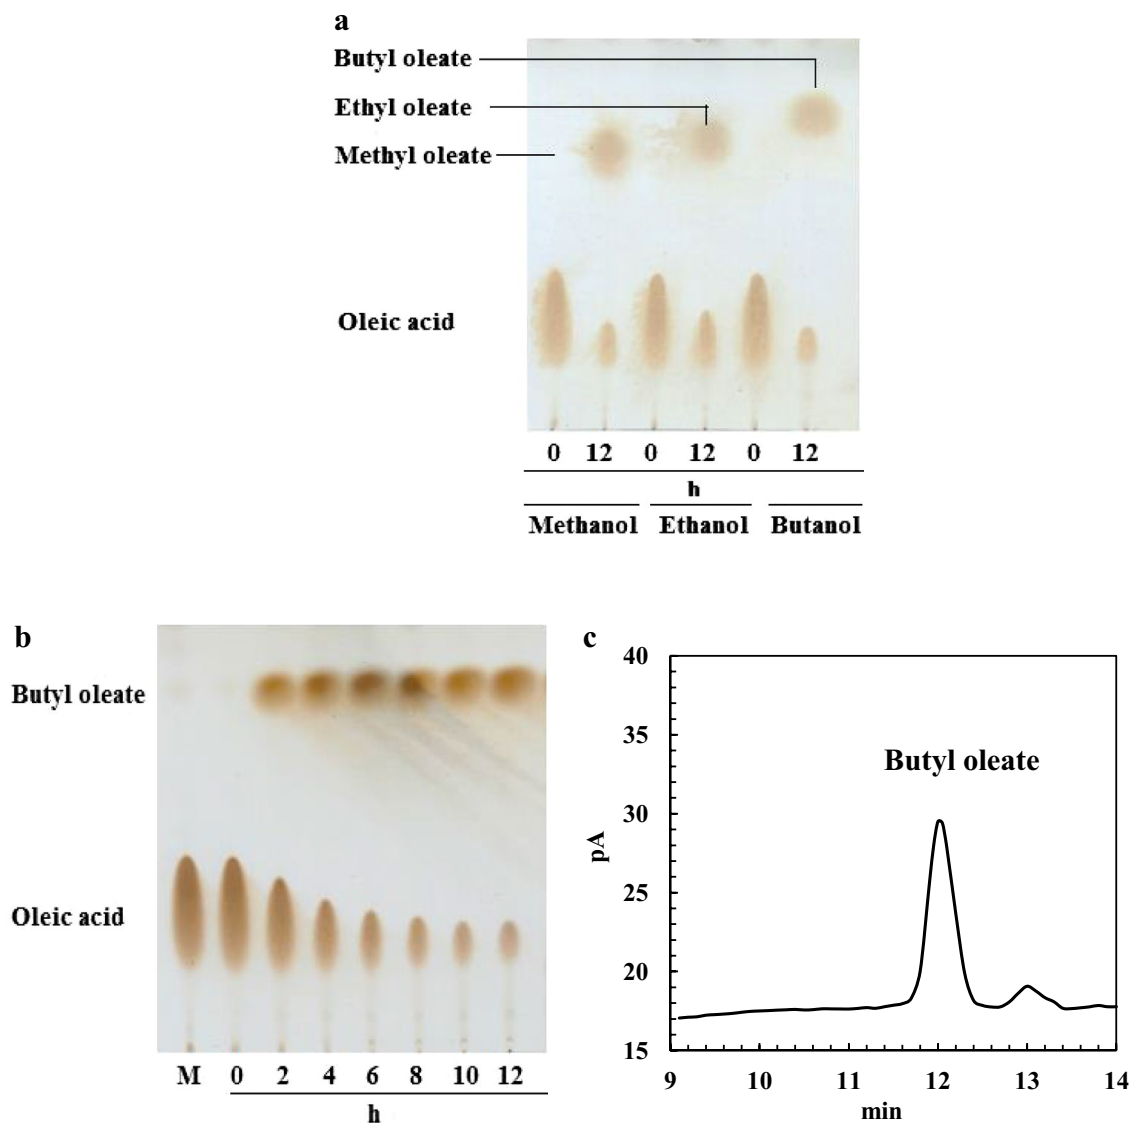 a
Butyl oleate
Ethyl oleate
Methyl oleate
Oleic acid
0 12 0 12 0 12
h
Methanol Ethanol Butanol
b
Butyl oleate
Oleic acid
M 0 2 4 6 8 10 12
h
c
40
35
30
25
20
15
pA
Butyl oleate
9 10 11 12 13 14
min